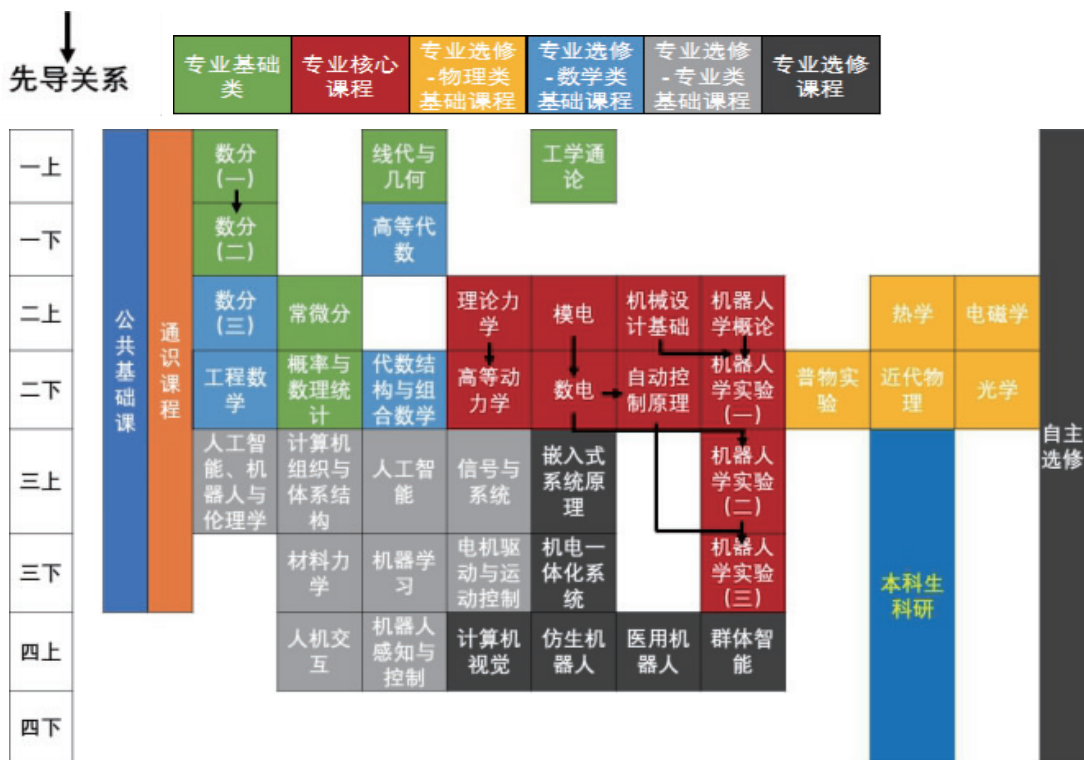 先导关系
专业基础
类
专业核心
课程
专业选修
-物理类
基础课程
专业选修
-数学类
基础课程
专业选修
-专业类
基础课程
专业选修
课程
一上
一下
二上
二下
三上
三下
四上
四下
公共基础课
通识课程
数分
(一)
线代与
几何
工学通
论
数分
(二)
高等代
数
数分
(三)
常微分
理论力
学
模电
机械设
计基础
机器人
学概论
热学
电磁学
工程数
学
概率与
数理统
计
代数结
构与组
合数学
高等动
力学
数电
自动控
制原理
机器人
学实验
(一)
普物实
验
近代物
理
光学
人工智
能、机
器人与
伦理学
计算机
组织与
体系结
构
人工智能
信号与
系统
嵌入式
系统原
理
机器人
学实验
(二)
材料力
学
机器学
习
电机驱
动与运
动控制
机电一
体化系
统
机器人
学实验
(三)
人机交
互
机器人
感知与
控制
计算机
视觉
仿生机
器人
医用机
器人
群体智
能
本科生
科研
自主
选修